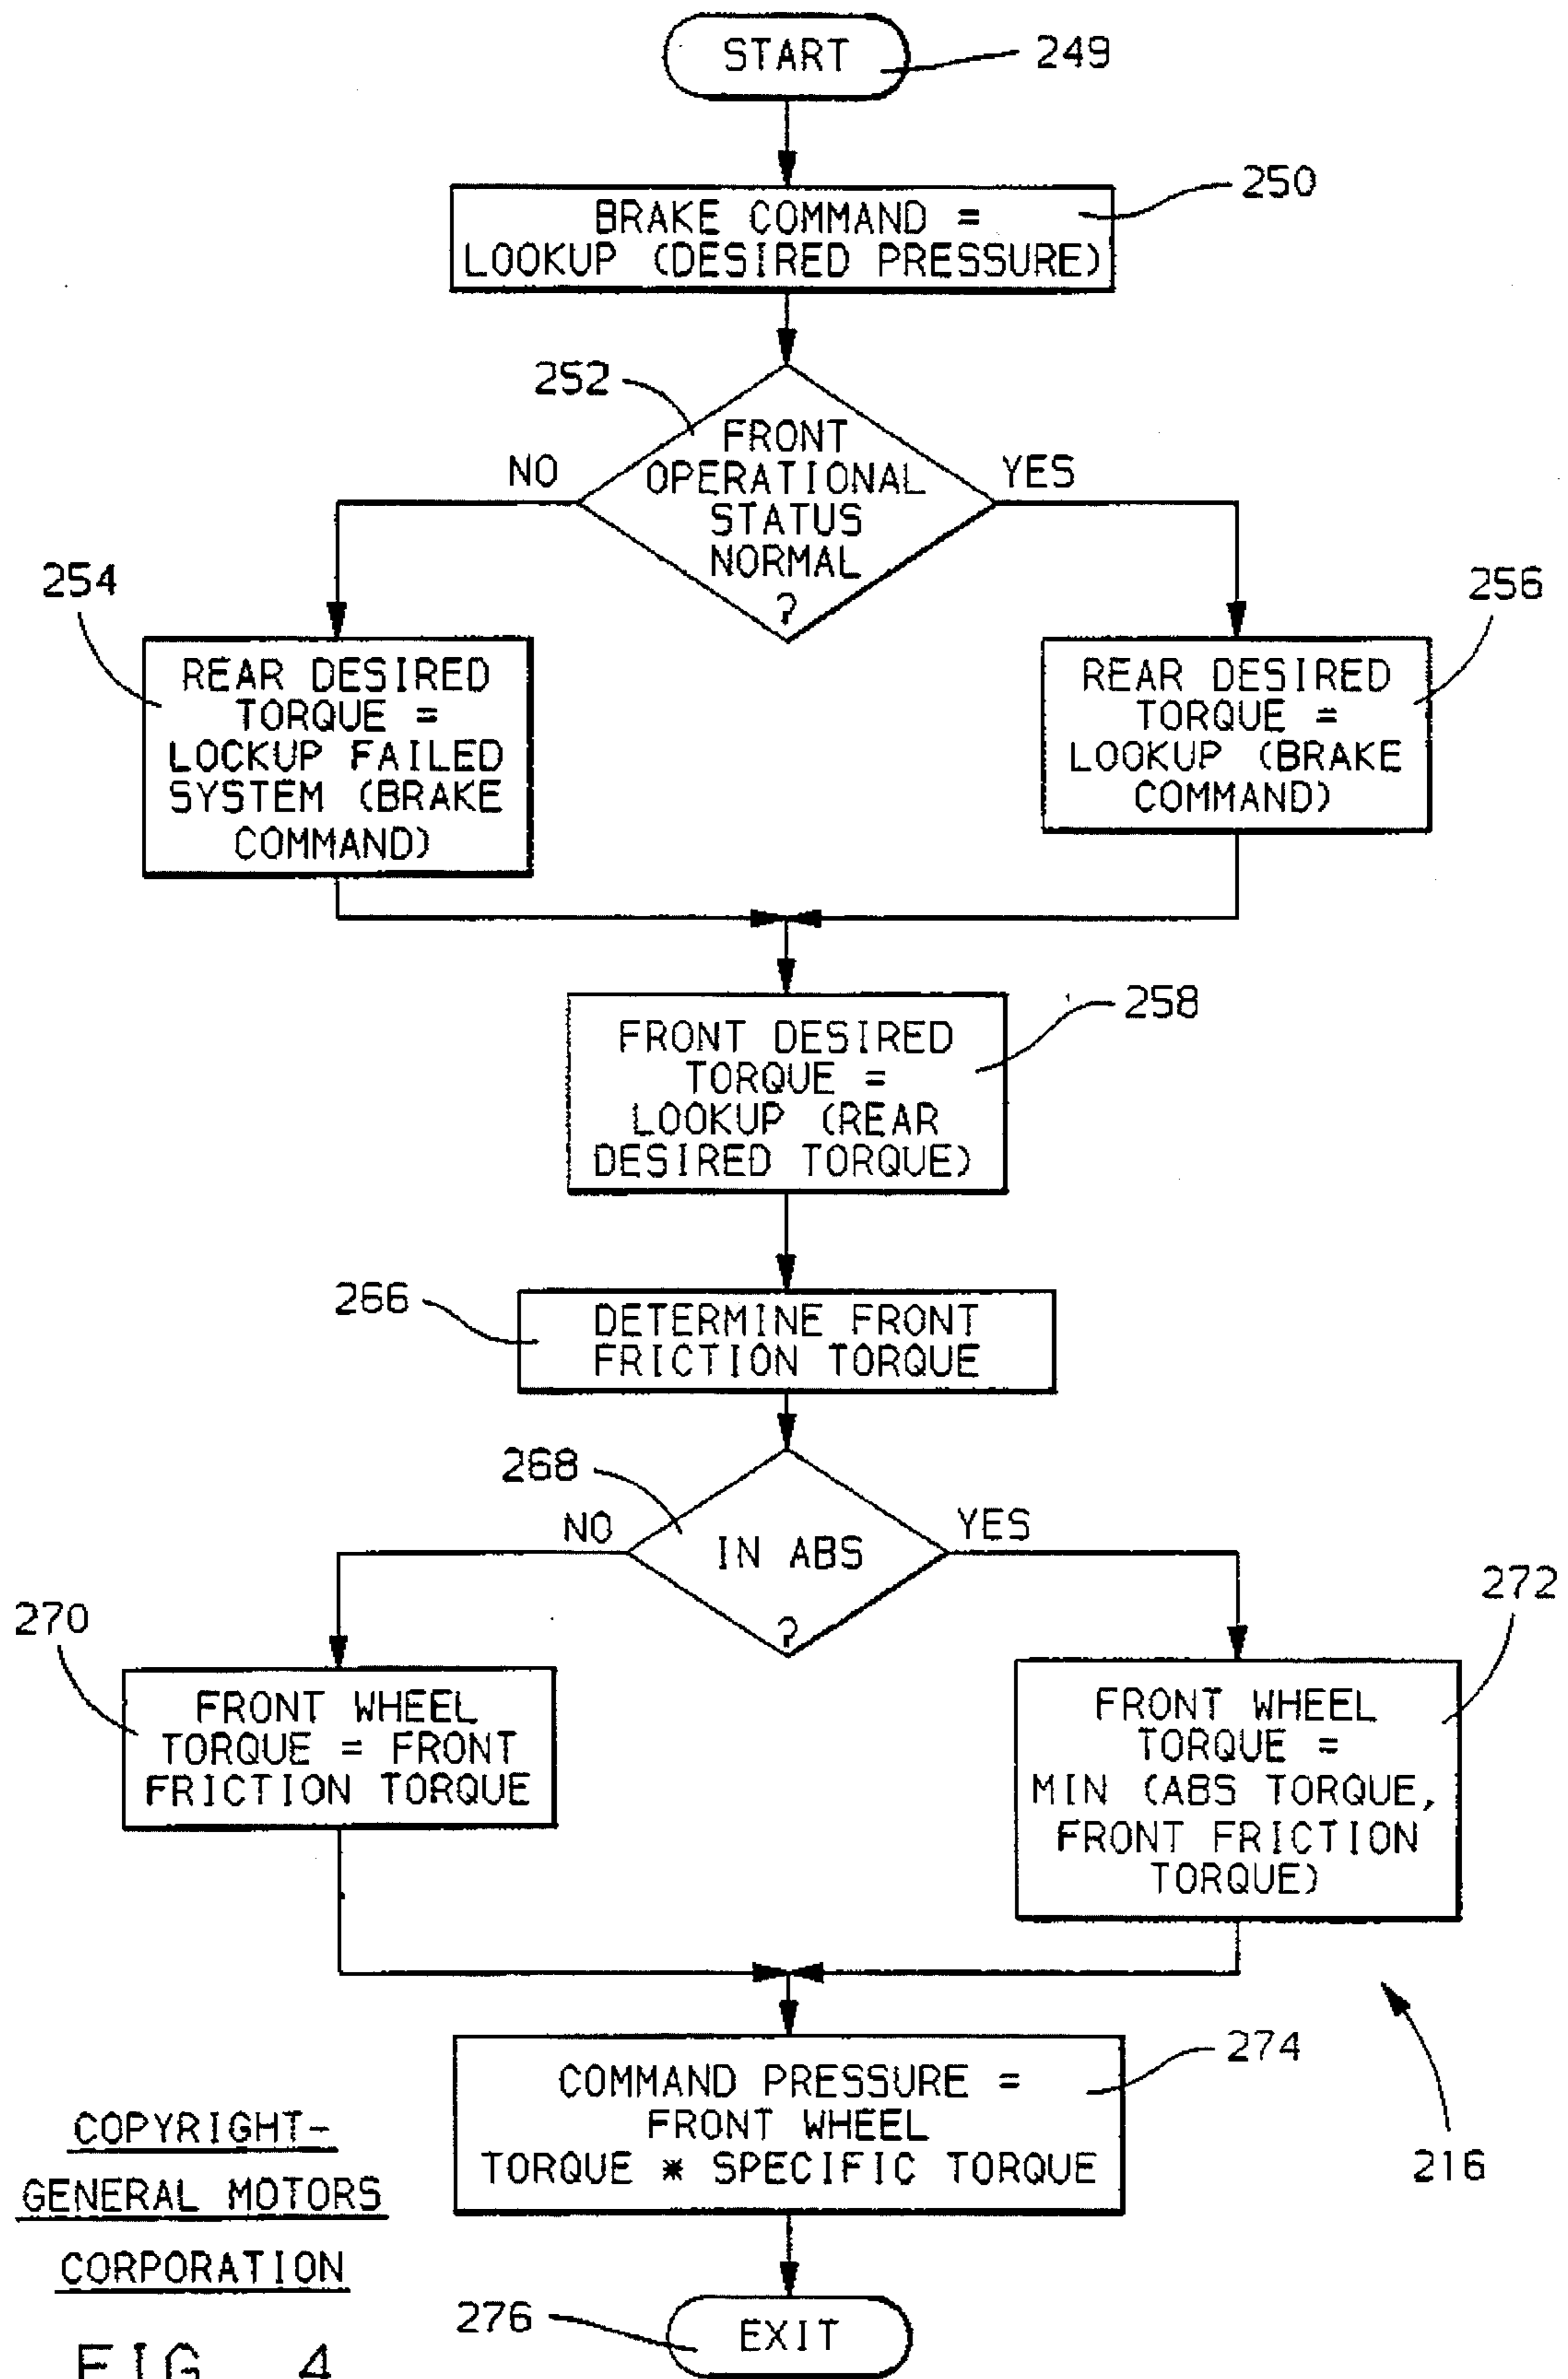 START
249
250
BRAKE COMMAND =
LOOKUP (DESIRED PRESSURE)
252
FRONT
OPERATIONAL
STATUS
NORMAL
?
NO
YES
254
256
REAR DESIRED
TORQUE =
LOCKUP FAILED
SYSTEM (BRAKE
COMMAND)
REAR DESIRED
TORQUE =
LOOKUP (BRAKE
COMMAND)
258
FRONT DESIRED
TORQUE =
LOOKUP (REAR
DESIRED TORQUE)
266
DETERMINE FRONT
FRICTION TORQUE
268
NO
YES
IN ABS
?
270
272
FRONT WHEEL
TORQUE = FRONT
FRICTION TORQUE
FRONT WHEEL
TORQUE =
MIN (ABS TORQUE,
FRONT FRICTION
TORQUE)
274
COMMAND PRESSURE =
FRONT WHEEL
TORQUE * SPECIFIC TORQUE
216
COPYRIGHT-
GENERAL MOTORS
CORPORATION
276
EXIT
FIG. 4